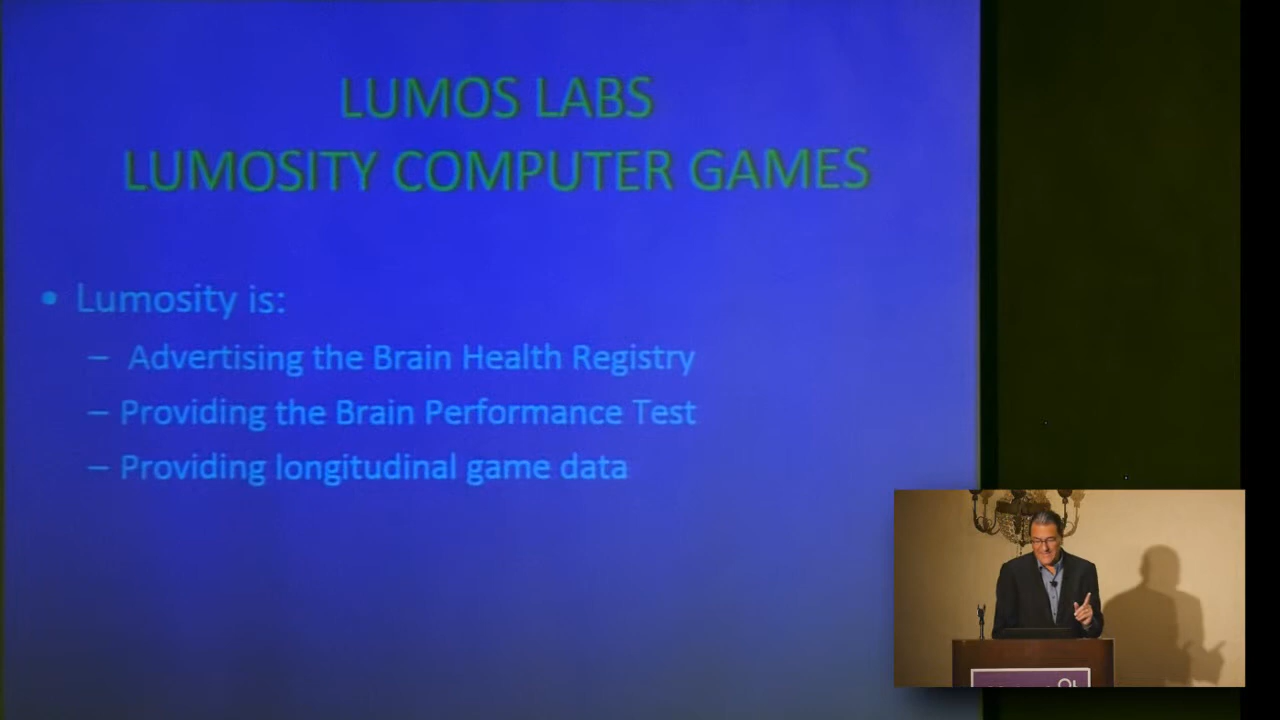 LUMOS LABS
LUMOSITY COMPUTER GAMES
• Lumosity is:
– Advertising the Brain Health Registry
– Providing the Brain Performance Test
– Providing longitudinal game data